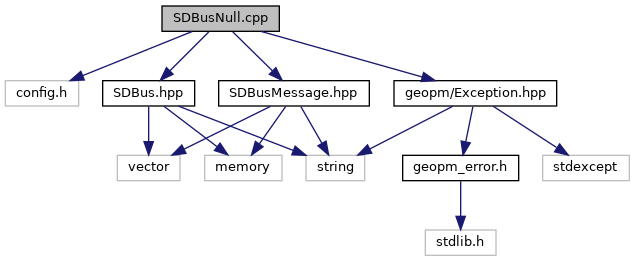 SDBusNull.cpp
config.h
SDBus.hpp
SDBusMessage.hpp
geopm/Exception.hpp
vector
memory
string
geopm_error.h
stdexcept
stdlib.h